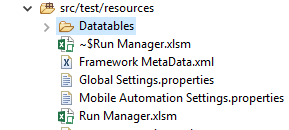 src/test/resources
Datatables
~$Run Manager.xlsm
Framework MetaData.xml
Global Settings.properties
Mobile Automation Settings.properties
Run Manager.xlsm